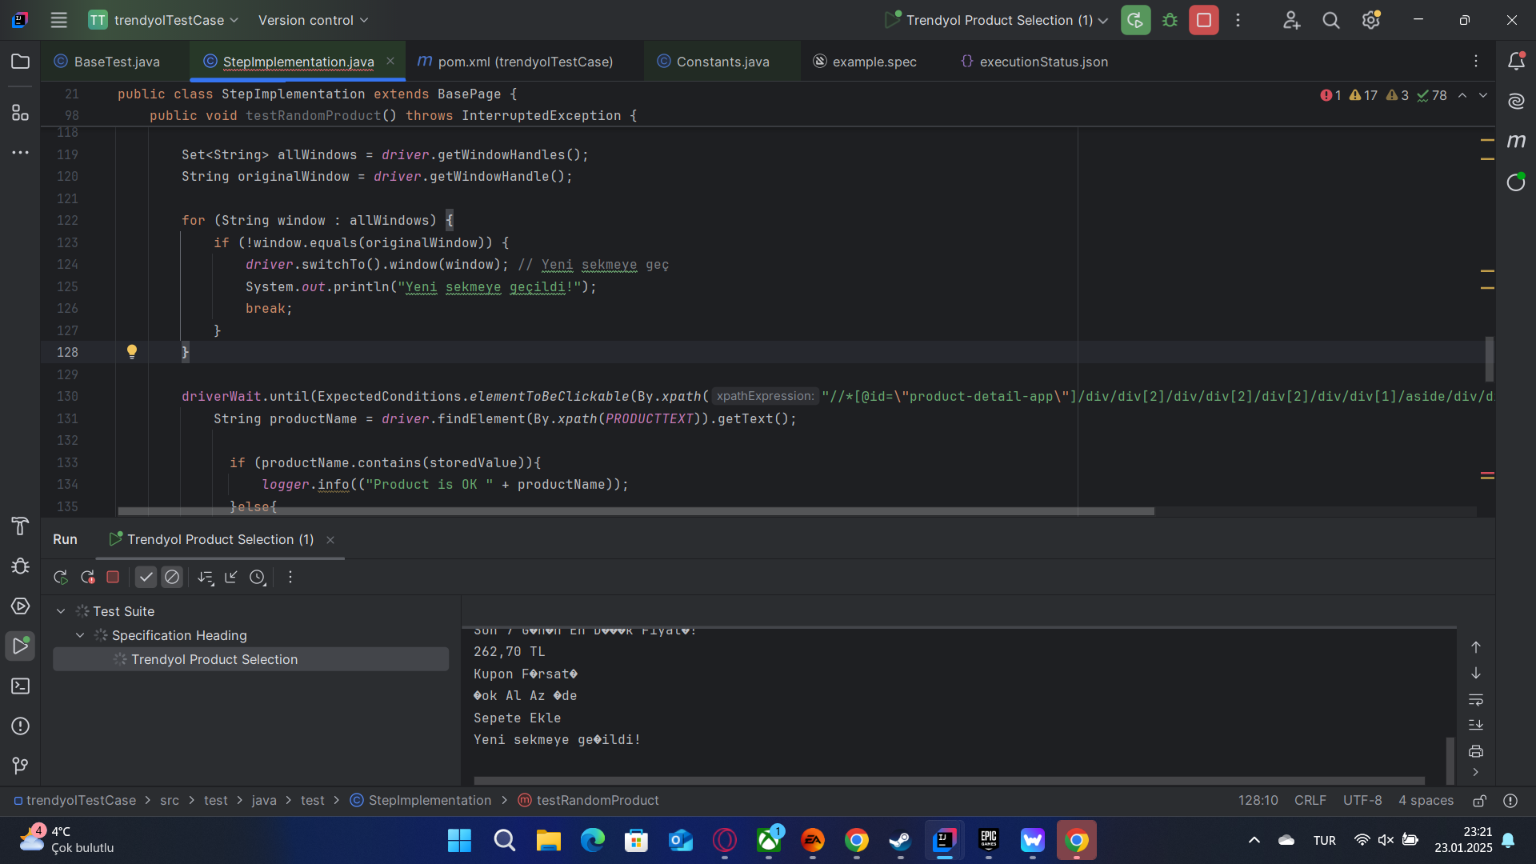 TT trendyolTestCase Version control Trendyol Product Selection (1)
BaseTest.java StepImplementation.java pom.xml (trendyolTestCase) Constants.java example.spec executionStatus.json
21 public class StepImplementation extends BasePage { 1 17 3 78
98 public void testRandomProduct() throws InterruptedException {
118
119 Set<String> allWindows = driver.getWindowHandles();
120 String originalWindow = driver.getWindowHandle();
121
122 for (String window : allWindows) {
123 if (!window.equals(originalWindow)) {
124 driver.switchTo().window(window); // Yeni sekmeye geç
125 System.out.println("Yeni sekmeye geçildi!");
126 break;
127 }
128 }
129
130 driverWait.until(ExpectedConditions.elementToBeClickable(By.xpath( xpathExpression: "//*[@id=\"product-detail-app\"]/div/div[2]/div/div[2]/div[2]/div/div[1]/aside/div/d
131 String productName = driver.findElement(By.xpath(PRODUCTTEXT)).getText();
132
133 if (productName.contains(storedValue)){
134 logger.info(("Product is OK " + productName));
135 }else{
Run Trendyol Product Selection (1)
Test Suite
Specification Heading
Trendyol Product Selection
Son 7 G�n�n En D���k Fiyat�!
262,70 TL
Kupon F�rsat�
�ok Al Az �de
Sepete Ekle
Yeni sekmeye ge�ildi!
trendyolTestCase > src > test > java > test > StepImplementation > testRandomProduct 128:10 CRLF UTF-8 4 spaces
4 4°C
Çok bulutlu
1
EPIC GAMES
TUR
23:21
23.01.2025